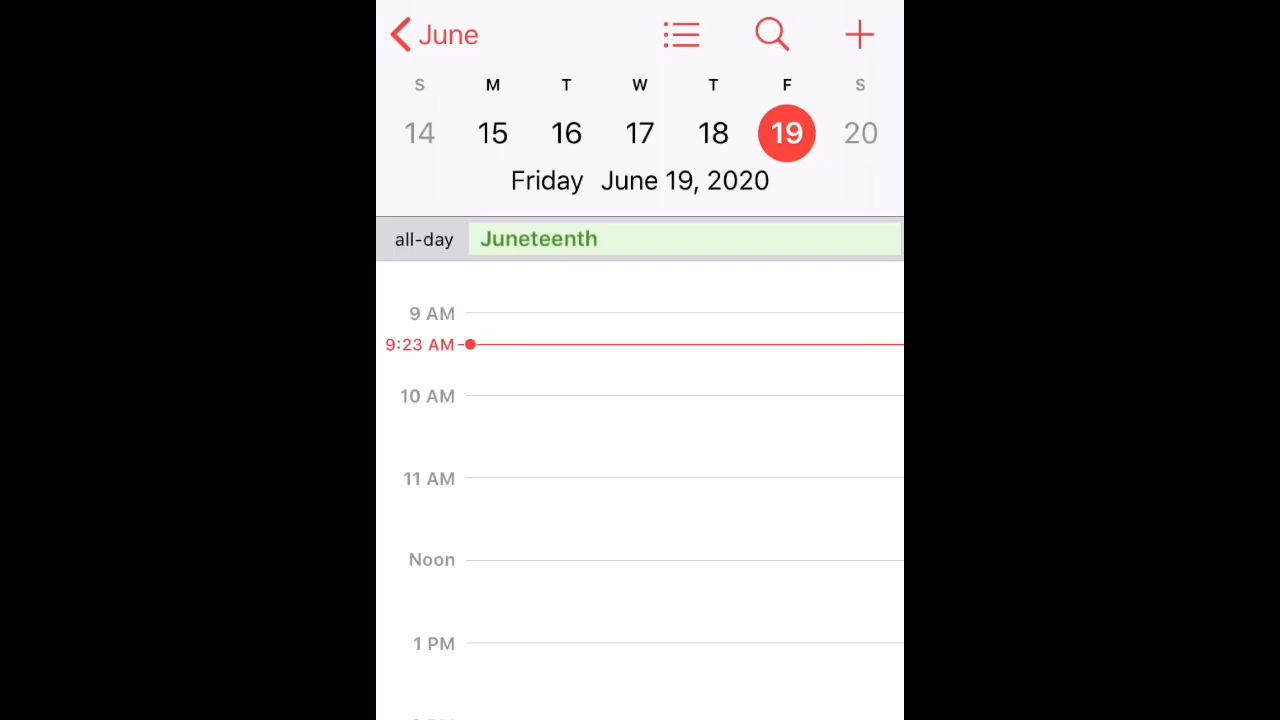 June
S M T W T F S
14 15 16 17 18 19 20
Friday June 19, 2020
all-day Juneteenth
9 AM
9:23 AM
10 AM
11 AM
Noon
1 PM